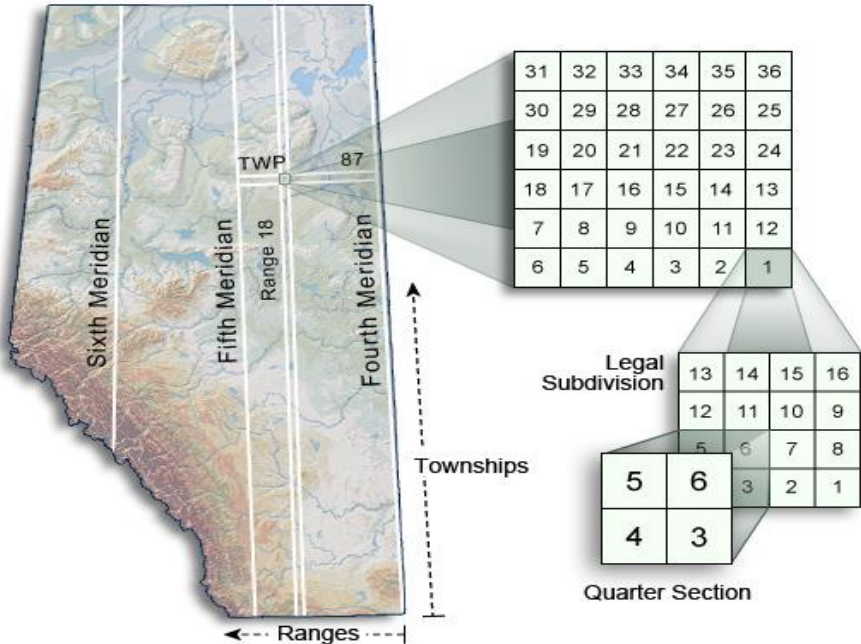 TWP 87
Range 18
Sixth Meridian
Fifth Meridian
Fourth Meridian
Townships
Ranges
31 32 33 34 35 36
30 29 28 27 26 25
19 20 21 22 23 24
18 17 16 15 14 13
7 8 9 10 11 12
6 5 4 3 2 1
Legal
Subdivision
13 14 15 16
12 11 10 9
5 6 7 8
3 2 1
5 6
4 3
Quarter Section